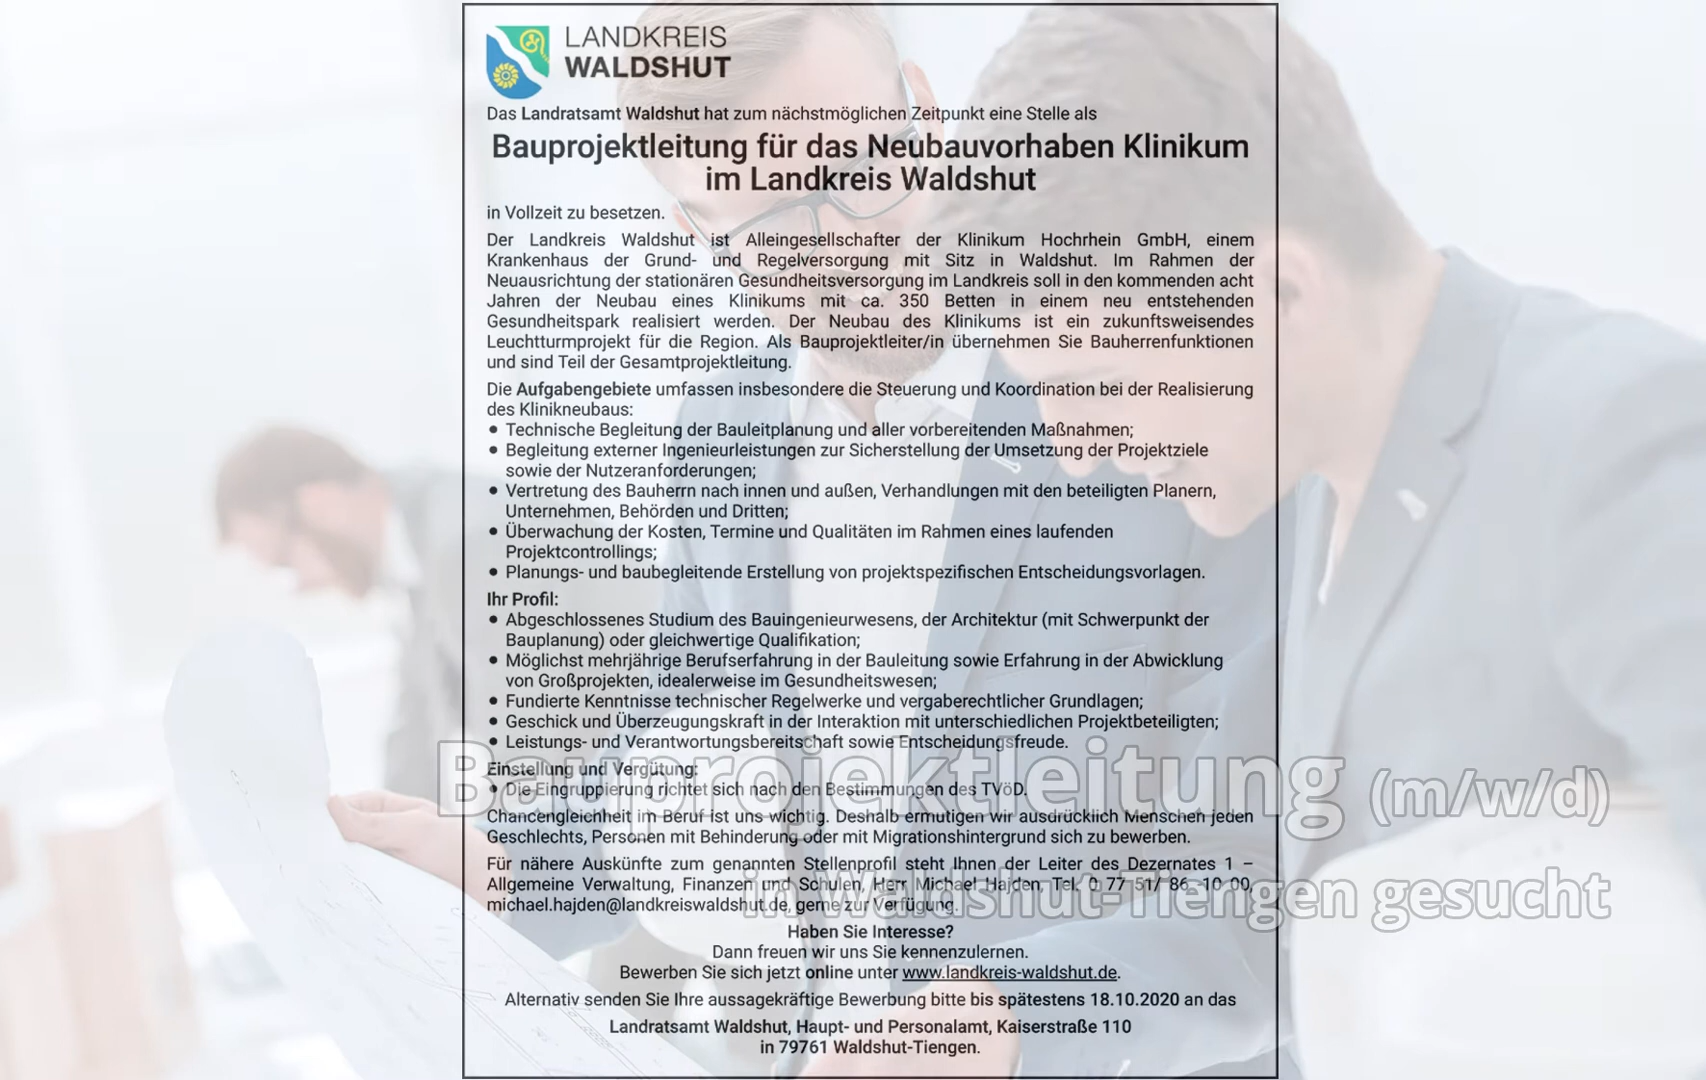 LANDKREIS
WALDSHUT
Das Landratsamt Waldshut hat zum nächstmöglichen Zeitpunkt eine Stelle als
Bauprojektleitung für das Neubauvorhaben Klinikum
im Landkreis Waldshut
in Vollzeit zu besetzen.
Der Landkreis Waldshut ist Alleingesellschafter der Klinikum Hochrhein GmbH, einem
Krankenhaus der Grund- und Regelversorgung mit Sitz in Waldshut. Im Rahmen der
Neuausrichtung der stationären Gesundheitsversorgung im Landkreis soll in den kommenden acht
Jahren der Neubau eines Klinikums mit ca. 350 Betten in einem neu entstehenden
Gesundheitspark realisiert werden. Der Neubau des Klinikums ist ein zukunftsweisendes
Leuchtturmprojekt für die Region. Als Bauprojektleiter/in übernehmen Sie Bauherrenfunktionen
und sind Teil der Gesamtprojektleitung.
Die Aufgabengebiete umfassen insbesondere die Steuerung und Koordination bei der Realisierung
des Klinikneubaus:
• Technische Begleitung der Bauleitplanung und aller vorbereitenden Maßnahmen;
• Begleitung externer Ingenieurleistungen zur Sicherstellung der Umsetzung der Projektziele
sowie der Nutzeranforderungen;
• Vertretung des Bauherrn nach innen und außen, Verhandlungen mit den beteiligten Planern,
Unternehmen, Behörden und Dritten;
• Überwachung der Kosten, Termine und Qualitäten im Rahmen eines laufenden
Projektcontrollings;
• Planungs- und baubegleitende Erstellung von projektspezifischen Entscheidungsvorlagen.
Ihr Profil:
• Abgeschlossenes Studium des Bauingenieurwesens, der Architektur (mit Schwerpunkt der
Bauplanung) oder gleichwertige Qualifikation;
• Möglichst mehrjährige Berufserfahrung in der Bauleitung sowie Erfahrung in der Abwicklung
von Großprojekten, idealerweise im Gesundheitswesen;
• Fundierte Kenntnisse technischer Regelwerke und vergaberechtlicher Grundlagen;
• Geschick und Überzeugungskraft in der Interaktion mit unterschiedlichen Projektbeteiligten;
• Leistungs- und Verantwortungsbereitschaft sowie Entscheidungsfreude.
Einstellung und Vergütung:
• Die Eingruppierung richtet sich nach den Bestimmungen des TVöD.
Chancengleichheit im Beruf ist uns wichtig. Deshalb ermutigen wir ausdrücklich Menschen jeden
Geschlechts, Personen mit Behinderung oder mit Migrationshintergrund sich zu bewerben.
Für nähere Auskünfte zum genannten Stellenprofil steht Ihnen der Leiter des Dezernates 1 –
Allgemeine Verwaltung, Finanzen und Schulen, Herr Michael Hajden, Tel. 0 77 51/ 86 -10 00,
michael.hajden@landkreiswaldshut.de, gerne zur Verfügung.
Haben Sie Interesse?
Dann freuen wir uns Sie kennenzulernen.
Bewerben Sie sich jetzt online unter www.landkreis-waldshut.de.
Alternativ senden Sie Ihre aussagekräftige Bewerbung bitte bis spätestens 18.10.2020 an das
Landratsamt Waldshut, Haupt- und Personalamt, Kaiserstraße 110
in 79761 Waldshut-Tiengen.
Bauprojektleitung (m/w/d)
in Waldshut-Tiengen gesucht